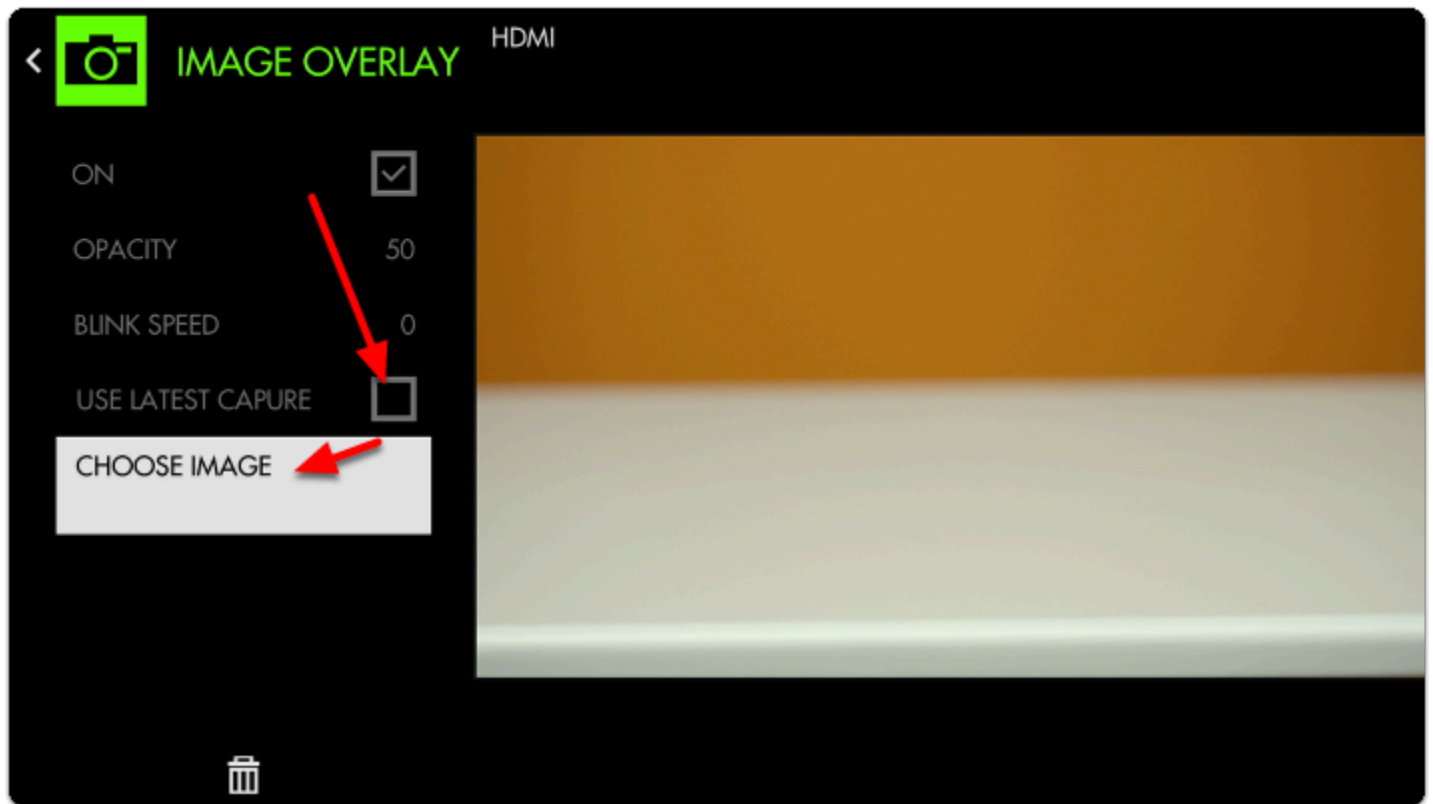 IMAGE OVERLAY
HDMI
ON
OPACITY 50
BLINK SPEED 0
USE LATEST CAPURE
CHOOSE IMAGE